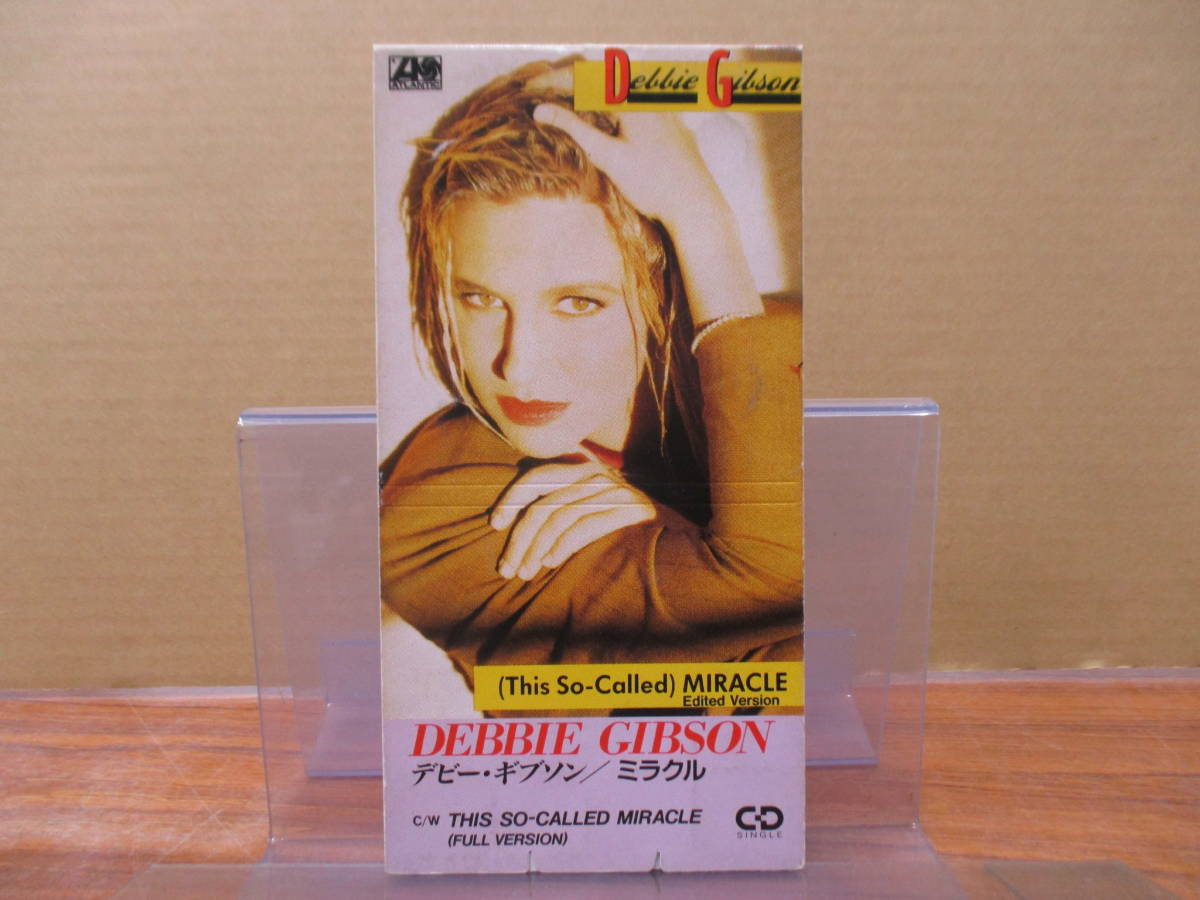 ATLANTIC
Debbie Gibson
(This So-Called) MIRACLE
Edited Version
DEBBIE GIBSON
デビー・ギブソン/ミラクル
C/W THIS SO-CALLED MIRACLE
(FULL VERSION)
CD
SINGLE